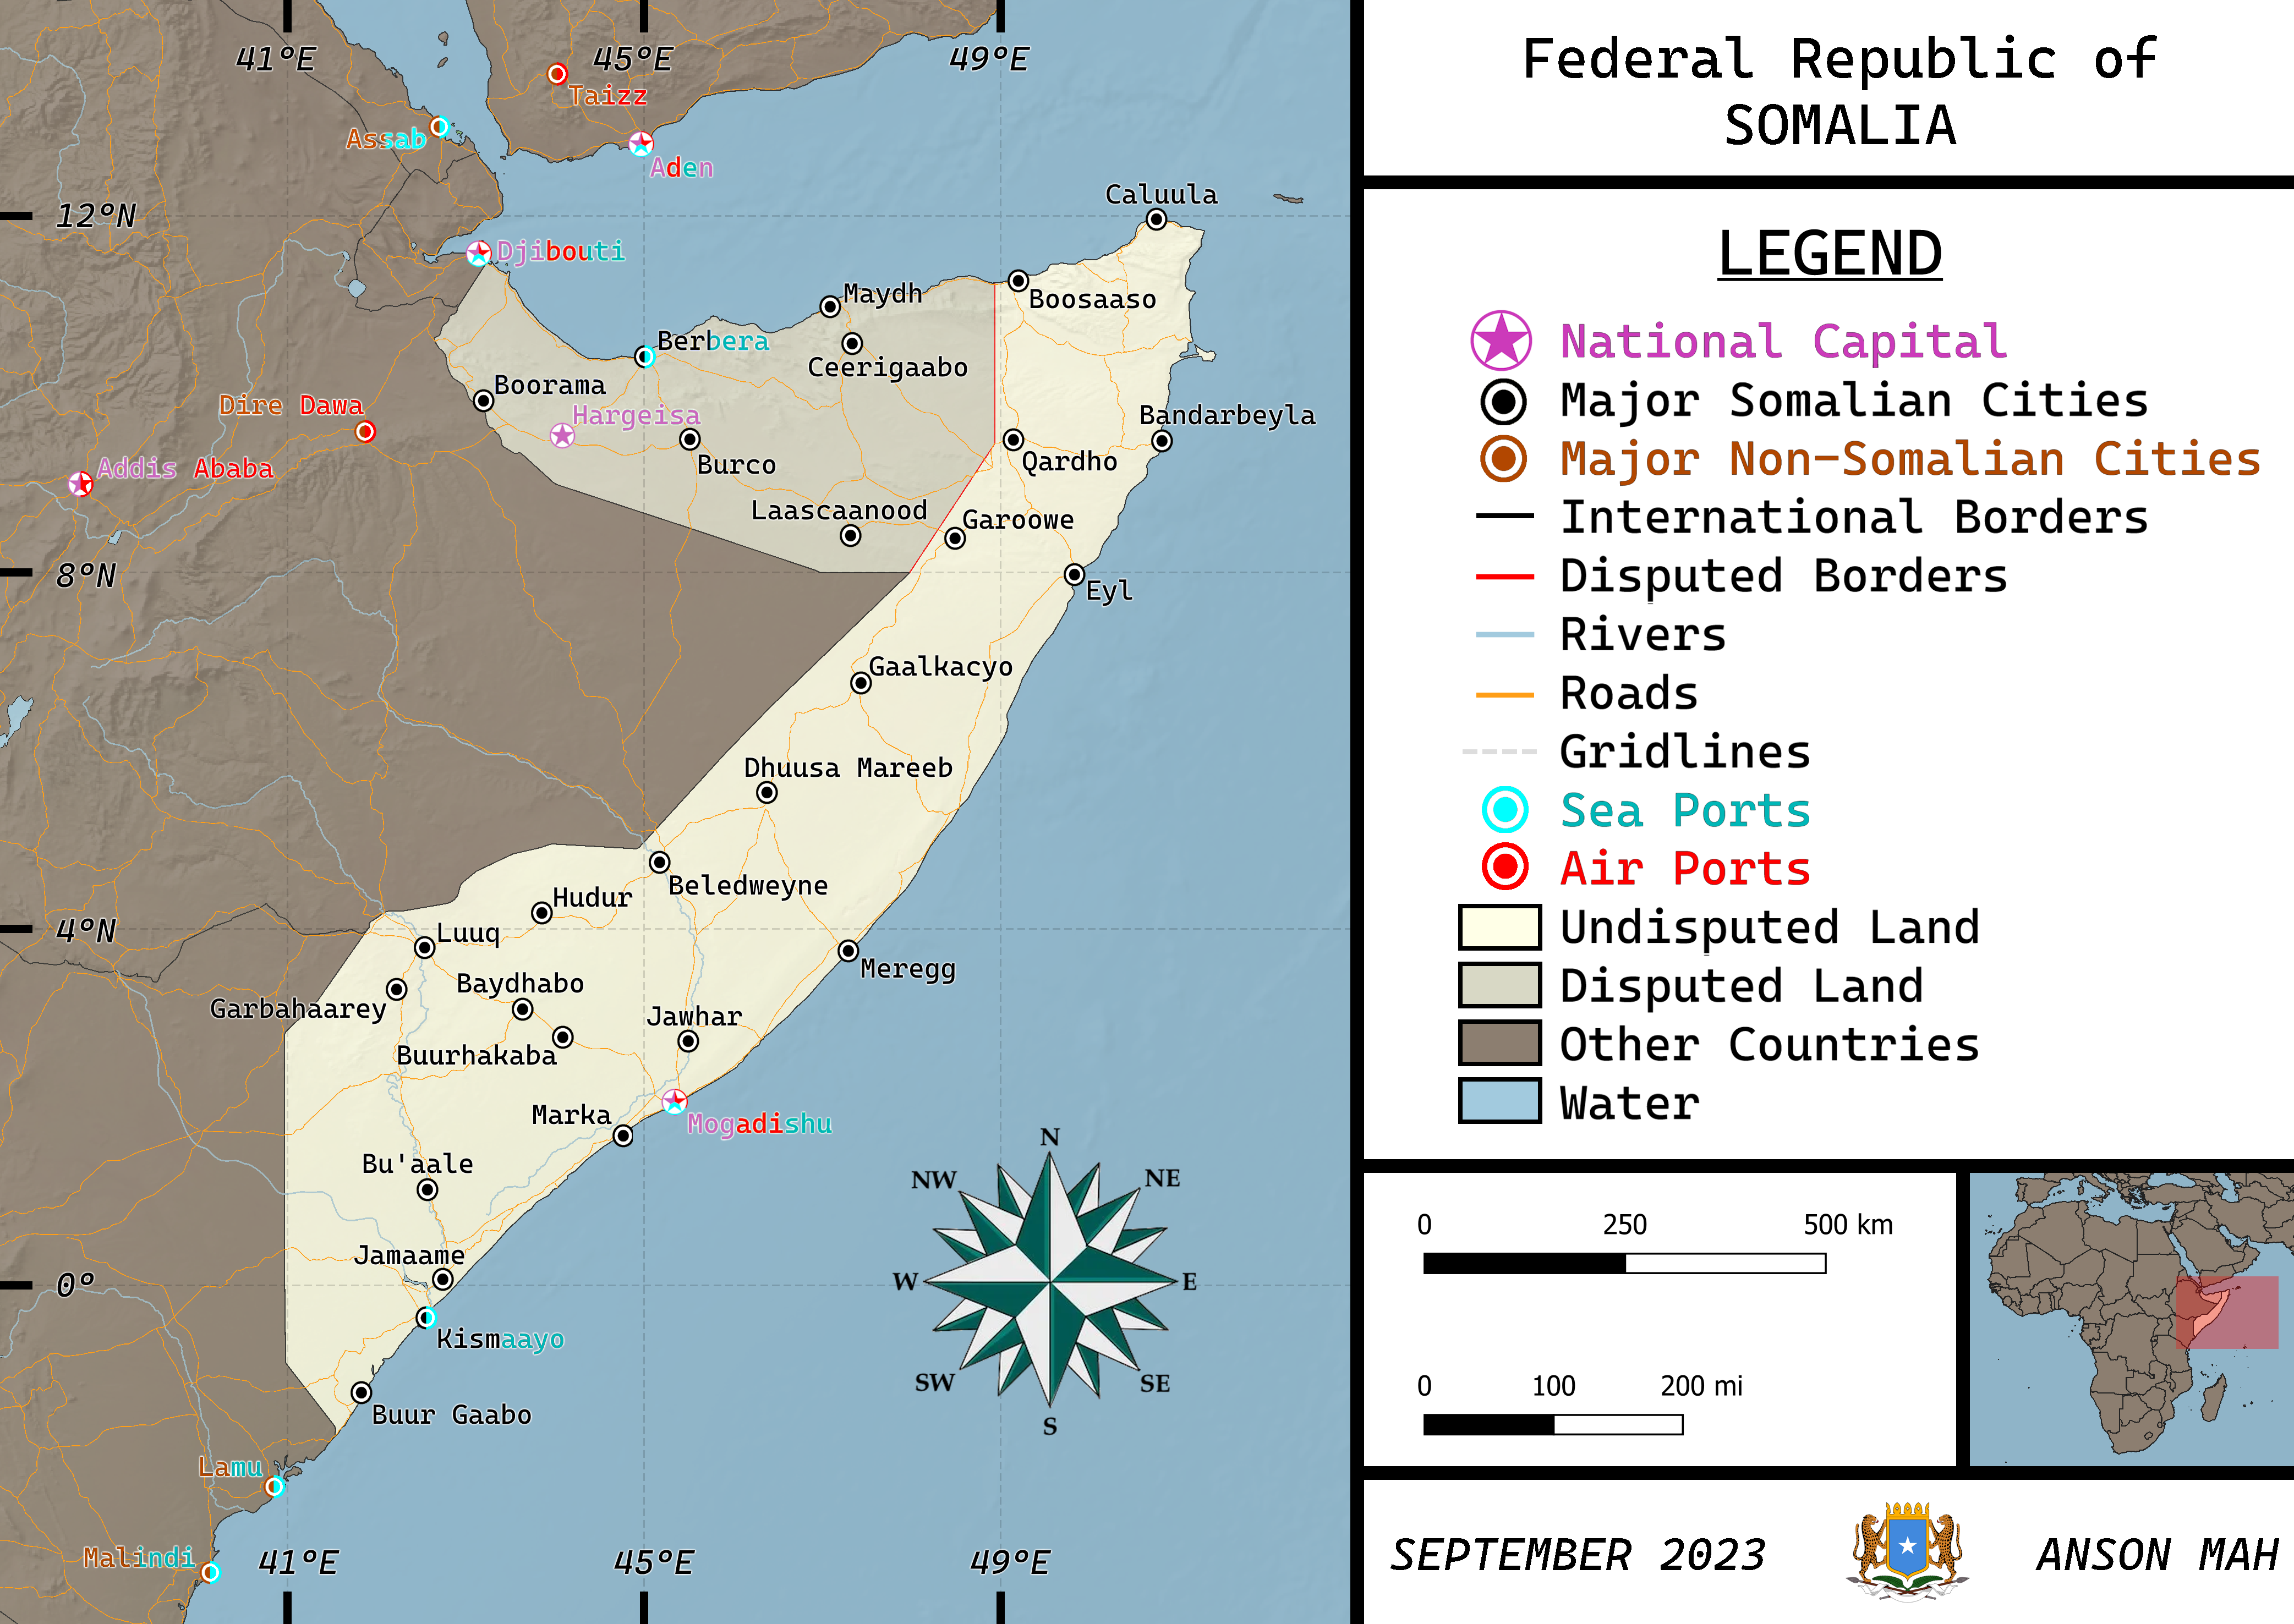 41°E
45°E
49°E
Taizz
Assab
Aden
12°N
Caluula
Djibouti
Maydh
Boosaaso
Berbera
Ceerigaabo
Boorama
Dire Dawa
Hargeisa
Bandarbeyla
Burco
Qardho
Addis Ababa
Laascaanood
Garoowe
8°N
Eyl
Gaalkacyo
Dhuusa Mareeb
Beledweyne
Hudur
4°N
Luuq
Meregg
Baydhabo
Garbahaarey
Jawhar
Buurhakaba
Marka
Mogadishu
Bu'aale
Jamaame
0°
Kismaayo
Buur Gaabo
Lamu
Malindi
41°E
45°E
49°E
N
NW
NE
W
E
SW
SE
S
Federal Republic of
SOMALIA
LEGEND
National Capital
Major Somalian Cities
Major Non-Somalian Cities
International Borders
Disputed Borders
Rivers
Roads
Gridlines
Sea Ports
Air Ports
Undisputed Land
Disputed Land
Other Countries
Water
0 250 500 km
0 100 200 mi
SEPTEMBER 2023
ANSON MAH